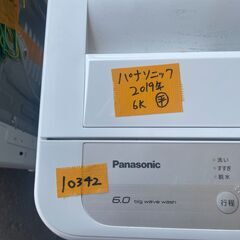 パナソニック
2019年
6K 平
10342
Panasonic
6.0 big wave wash
洗い
すすぎ
脱水
行程